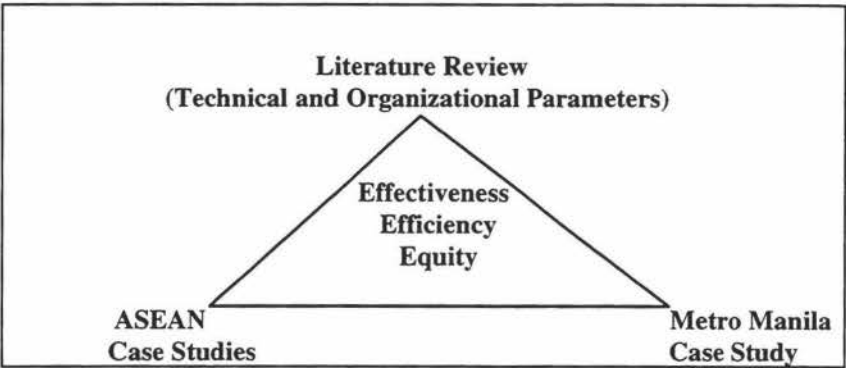 Literature Review
(Technical and Organizational Parameters)
Effectiveness
Efficiency
Equity
ASEAN
Case Studies
Metro Manila
Case Study